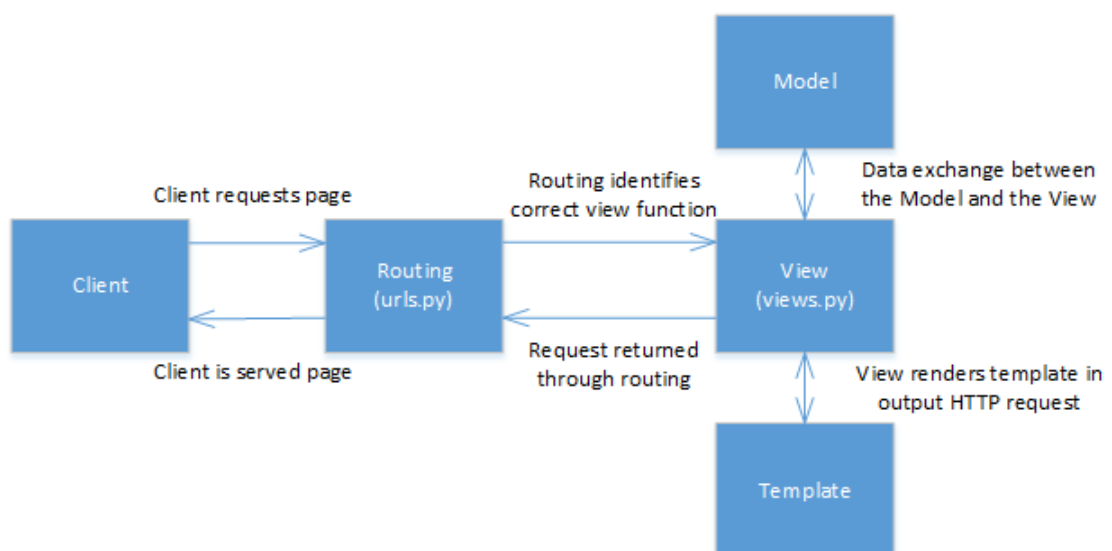 Model
Client requests page
Routing identifies
correct view function
Data exchange between
the Model and the View
Client
Routing
(urls.py)
View
(views.py)
Client is served page
Request returned
through routing
View renders template in
output HTTP request
Template